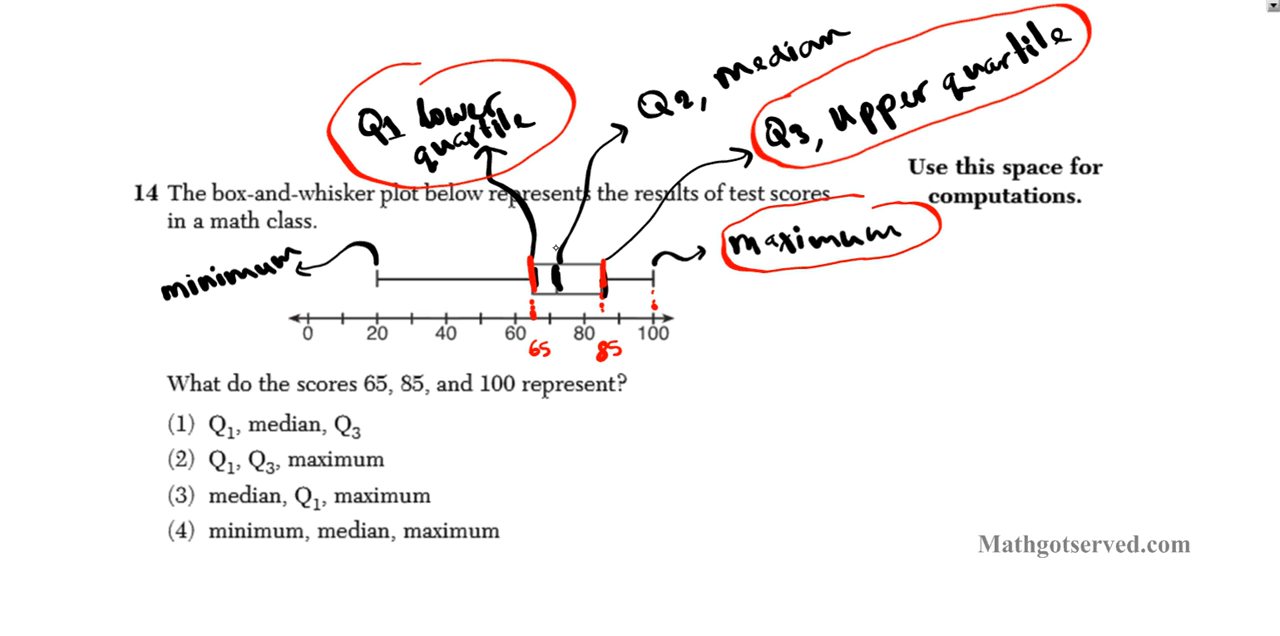 Q1 lower
quartile
Q2, median
Q3, upper quartile
Use this space for
computations.
14 The box-and-whisker plot below represents the results of test scores
in a math class.
minimum
maximum
0 20 40 60 80 100
65 85
What do the scores 65, 85, and 100 represent?
(1) Q1, median, Q3
(2) Q1, Q3, maximum
(3) median, Q1, maximum
(4) minimum, median, maximum
Mathgotserved.com